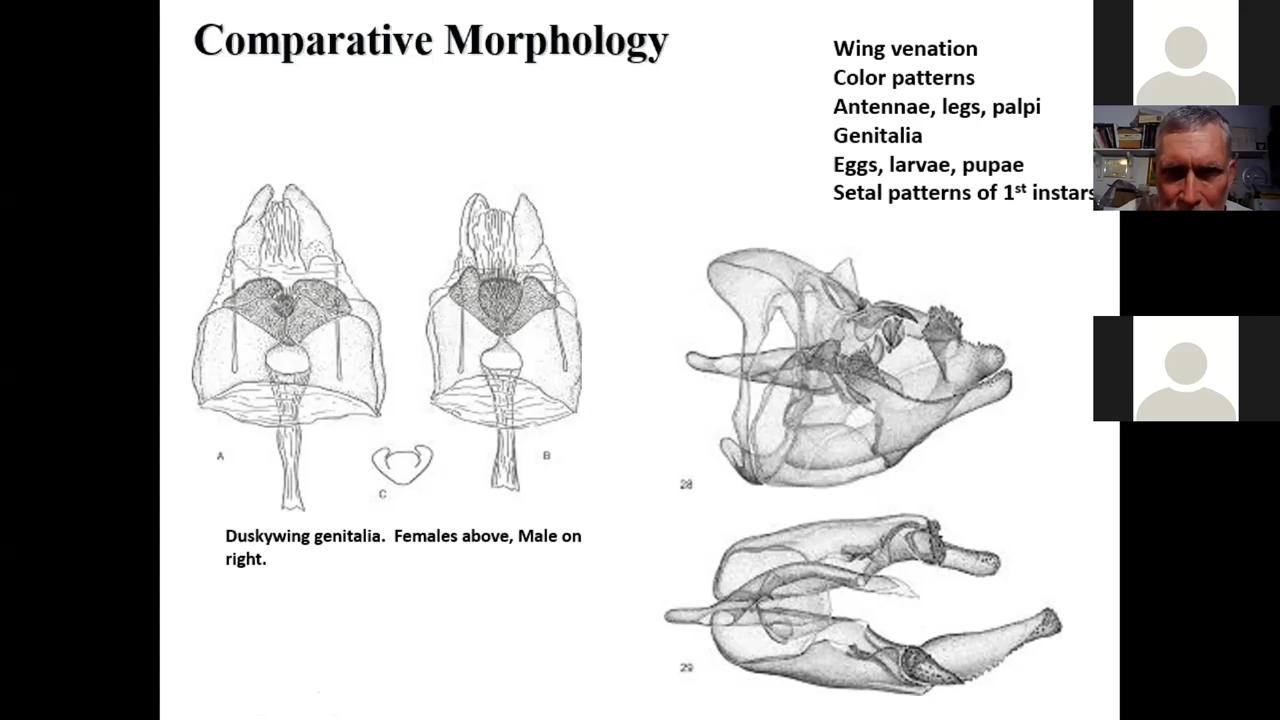 Comparative Morphology
Wing venation
Color patterns
Antennae, legs, palpi
Genitalia
Eggs, larvae, pupae
Setal patterns of 1st instars
A
B
C
28
Duskywing genitalia. Females above, Male on
right.
29